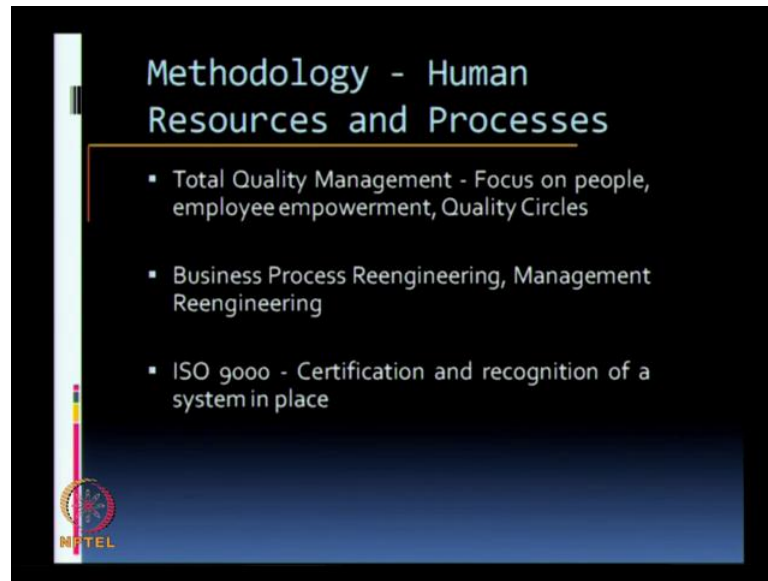 Methodology - Human
Resources and Processes
▪ Total Quality Management - Focus on people,
employee empowerment, Quality Circles
▪ Business Process Reengineering, Management
Reengineering
▪ ISO 9000 - Certification and recognition of a
system in place
NPTEL